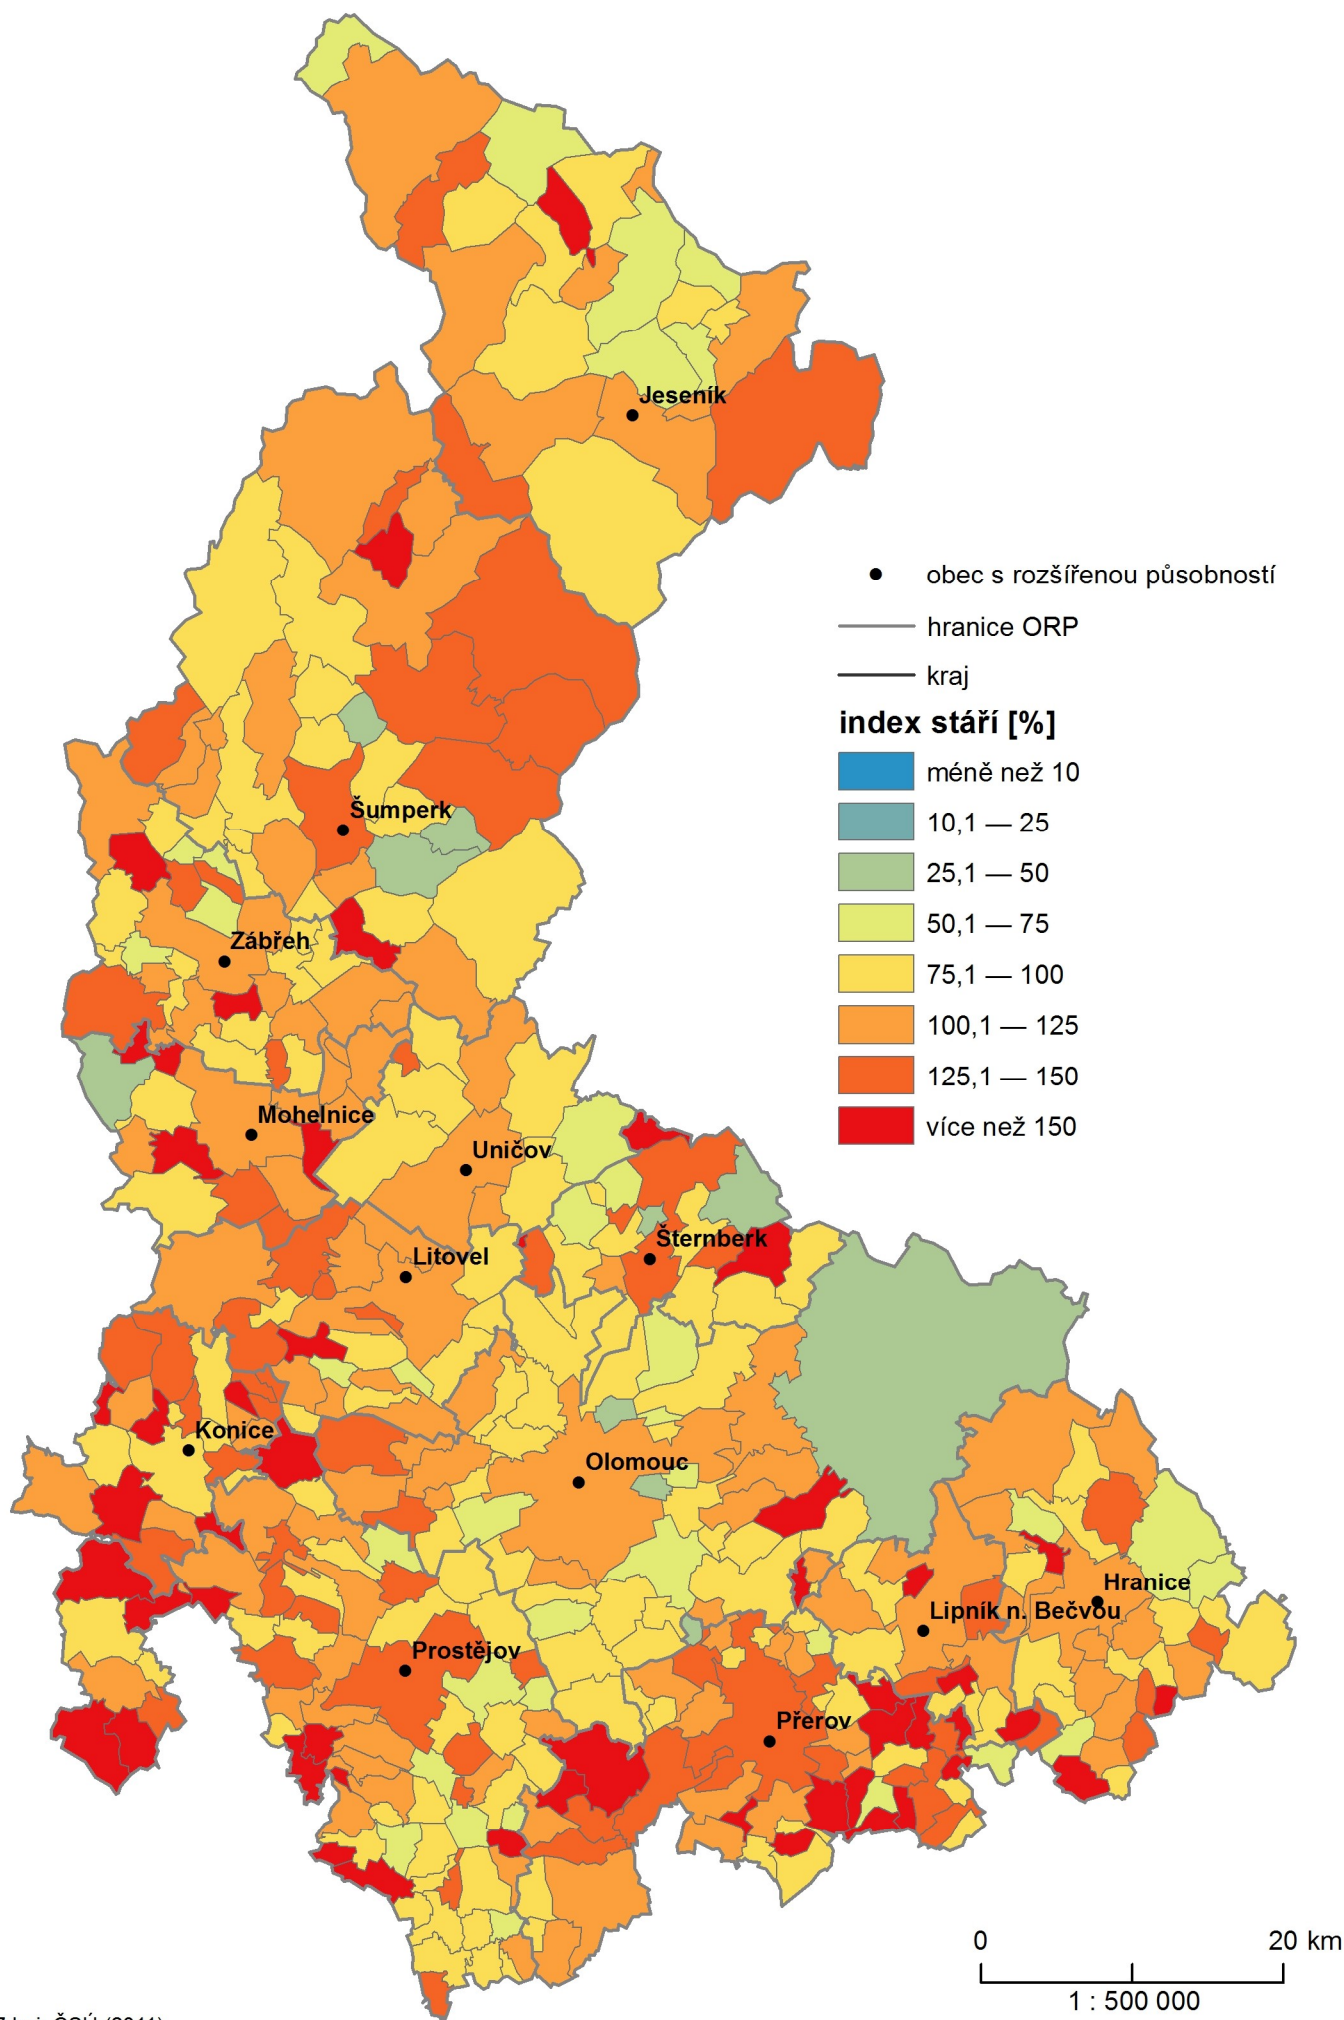 Jeseník
obec s rozšířenou působností
hranice ORP
kraj
index stáří [%]
méně než 10
10,1 — 25
25,1 — 50
50,1 — 75
75,1 — 100
100,1 — 125
125,1 — 150
více než 150
Šumperk
Zábřeh
Mohelnice
Uničov
Šternberk
Litovel
Konice
Olomouc
Hranice
Lipník n. Bečvou
Prostějov
Přerov
0 20 km
1 : 500 000